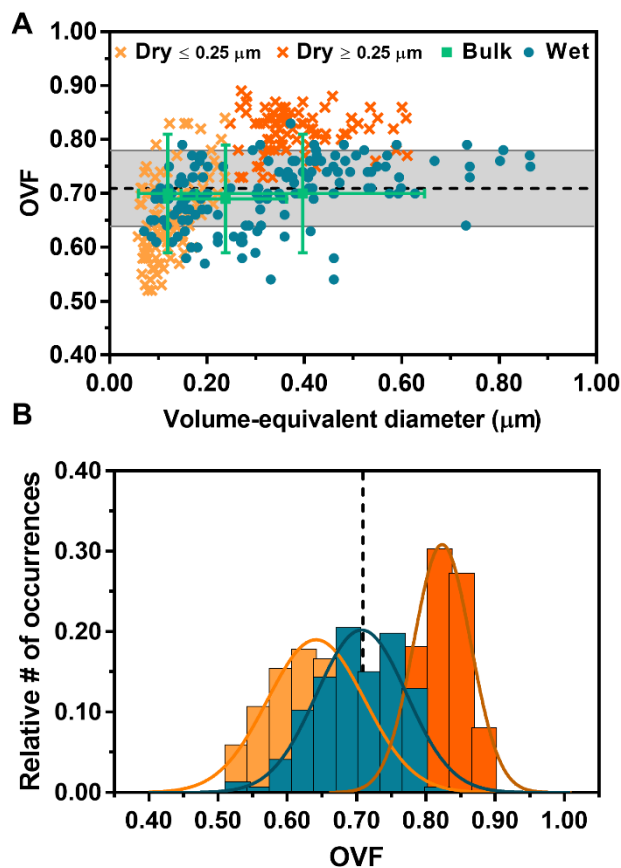 A
Dry ≤ 0.25 μm Dry ≥ 0.25 μm Bulk Wet
1.00
0.90
0.80
0.70
0.60
0.50
0.40
OVF
0.00 0.20 0.40 0.60 0.80 1.00
Volume-equivalent diameter (μm)
B
0.40
0.30
0.20
0.10
0.00
Relative # of occurrences
0.40 0.50 0.60 0.70 0.80 0.90 1.00
OVF